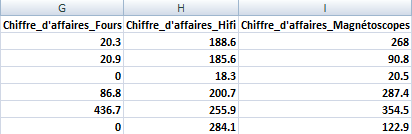 G H I
Chiffre_d'affaires_Fours Chiffre_d'affaires_Hifi Chiffre_d'affaires_Magnétoscopes
20.3 188.6 268
20.9 185.6 90.8
0 18.3 20.5
86.8 200.7 287.4
436.7 255.9 354.5
0 284.1 122.9